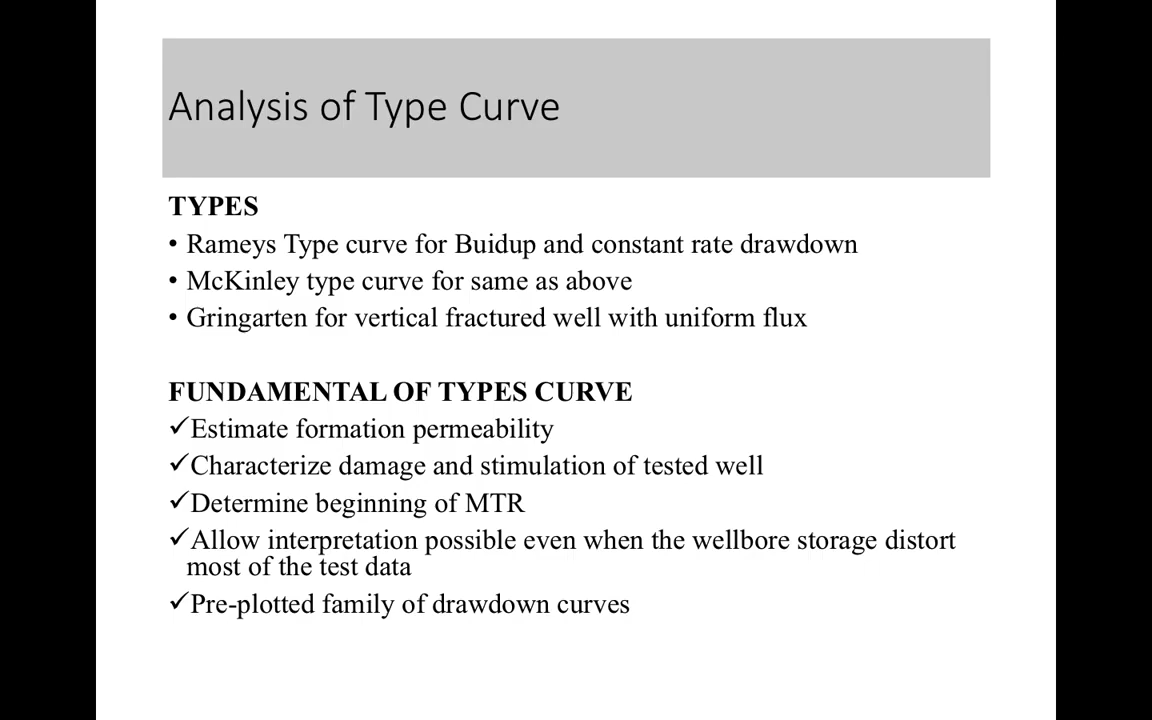 Analysis of Type Curve
TYPES
• Rameys Type curve for Buidup and constant rate drawdown
• McKinley type curve for same as above
• Gringarten for vertical fractured well with uniform flux
FUNDAMENTAL OF TYPES CURVE
✓Estimate formation permeability
✓Characterize damage and stimulation of tested well
✓Determine beginning of MTR
✓Allow interpretation possible even when the wellbore storage distort
most of the test data
✓Pre-plotted family of drawdown curves